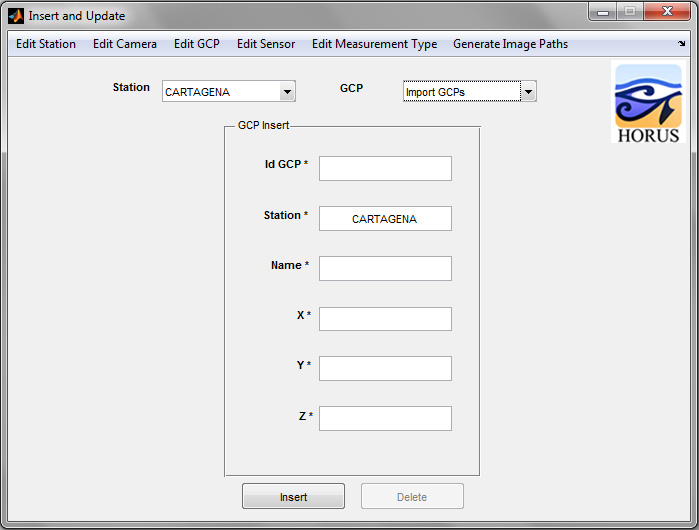 Insert and Update
Edit Station Edit Camera Edit GCP Edit Sensor Edit Measurement Type Generate Image Paths
Station CARTAGENA GCP Import GCPs
HORUS
GCP Insert
Id GCP *
Station * CARTAGENA
Name *
X *
Y *
Z *
Insert Delete